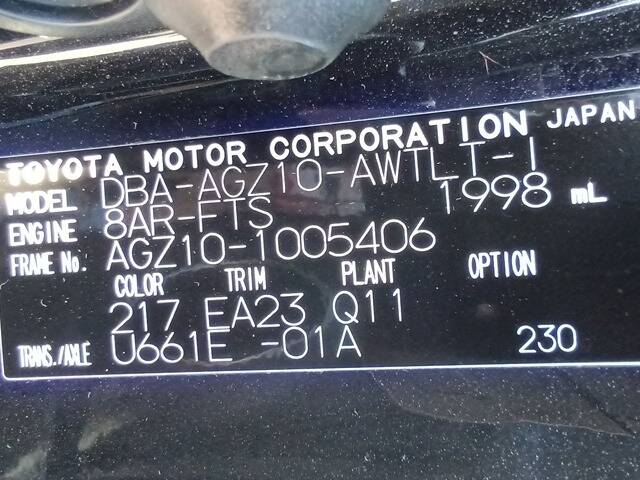 TOYOTA MOTOR CORPORATION JAPAN
MODEL DBA-AGZ10-AWTLT-I
ENGINE 8AR-FTS 1998 mL
FRAME No. AGZ10-1005406
COLOR TRIM PLANT OPTION
217 EA23 Q11
TRANS./AXLE U661E -01A 230